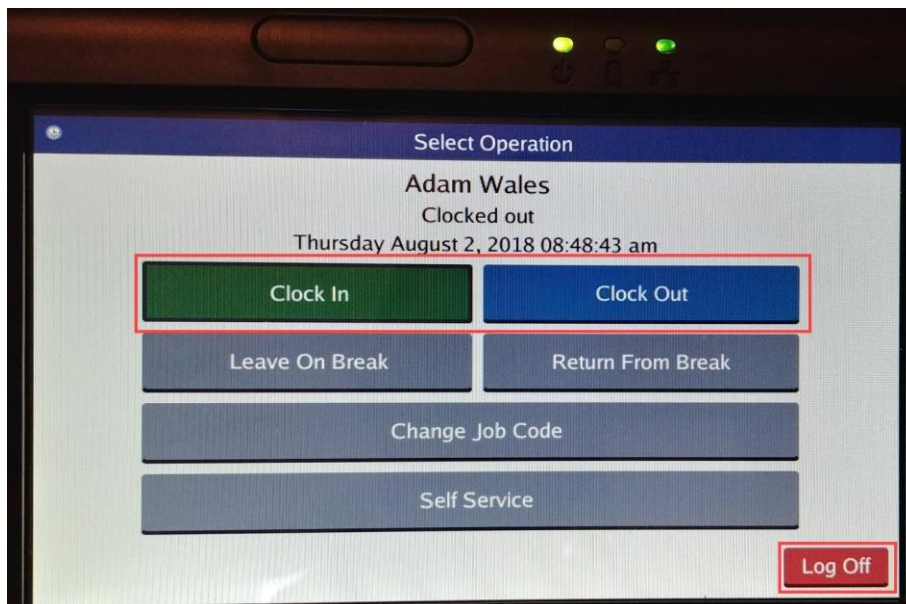 Select Operation
Adam Wales
Clocked out
Thursday August 2, 2018 08:48:43 am
Clock In Clock Out
Leave On Break Return From Break
Change Job Code
Self Service
Log Off